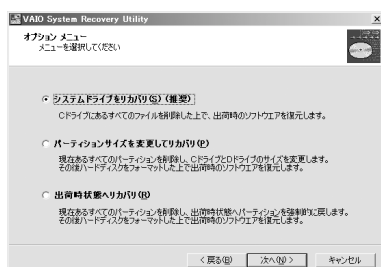 VAIO System Recovery Utility
オプション メニュー
メニューを選択してください
システムドライブをリカバリ(S) (推奨)
Cドライブにあるすべてのファイルを削除した上で、出荷時のソフトウエアを復元します。
パーティションサイズを変更してリカバリ(P)
現在あるすべてのパーティションを削除し、CドライブとDドライブのサイズを変更します。
その後ハードディスクをフォーマットした上で出荷時のソフトウエアを復元します。
出荷時状態へリカバリ(R)
現在あるすべてのパーティションを削除し、出荷時状態へパーティションを強制的に戻します。
その後ハードディスクをフォーマットした上で出荷時のソフトウエアを復元します。
< 戻る(B) 次へ(N) > キャンセル